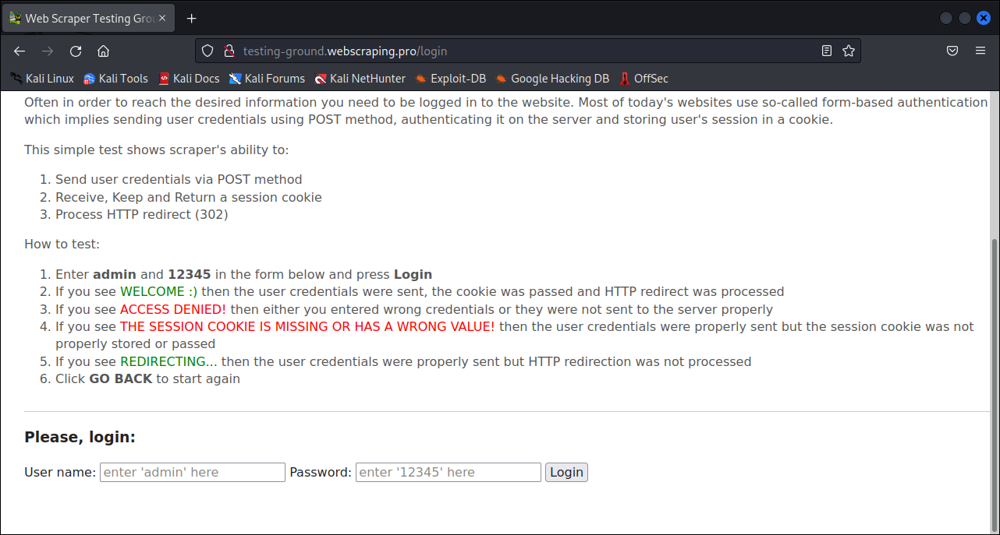 Web Scraper Testing Grou
testing-ground.webscraping.pro/login
Kali Linux Kali Tools Kali Docs Kali Forums Kali NetHunter Exploit-DB Google Hacking DB OffSec
Often in order to reach the desired information you need to be logged in to the website. Most of today's websites use so-called form-based authentication
which implies sending user credentials using POST method, authenticating it on the server and storing user's session in a cookie.
This simple test shows scraper's ability to:
1. Send user credentials via POST method
2. Receive, Keep and Return a session cookie
3. Process HTTP redirect (302)
How to test:
1. Enter admin and 12345 in the form below and press Login
2. If you see WELCOME :) then the user credentials were sent, the cookie was passed and HTTP redirect was processed
3. If you see ACCESS DENIED! then either you entered wrong credentials or they were not sent to the server properly
4. If you see THE SESSION COOKIE IS MISSING OR HAS A WRONG VALUE! then the user credentials were properly sent but the session cookie was not
properly stored or passed
5. If you see REDIRECTING... then the user credentials were properly sent but HTTP redirection was not processed
6. Click GO BACK to start again
Please, login:
User name: enter 'admin' here Password: enter '12345' here Login